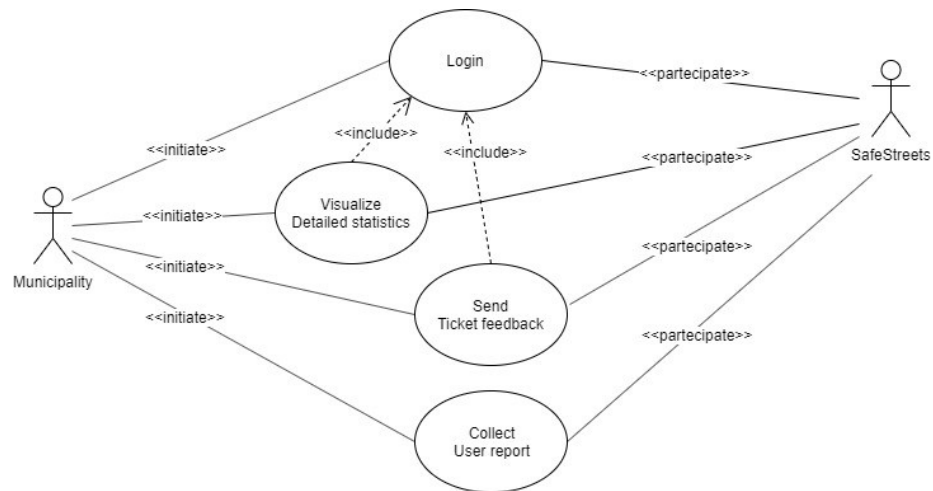 Login
<<partecipate>>
<<include>>
<<initiate>>
<<include>>
<<partecipate>>
SafeStreets
Visualize
Detailed statistics
<<initiate>>
Municipality
<<initiate>>
<<partecipate>>
Send
Ticket feedback
<<initiate>>
<<partecipate>>
Collect
User report